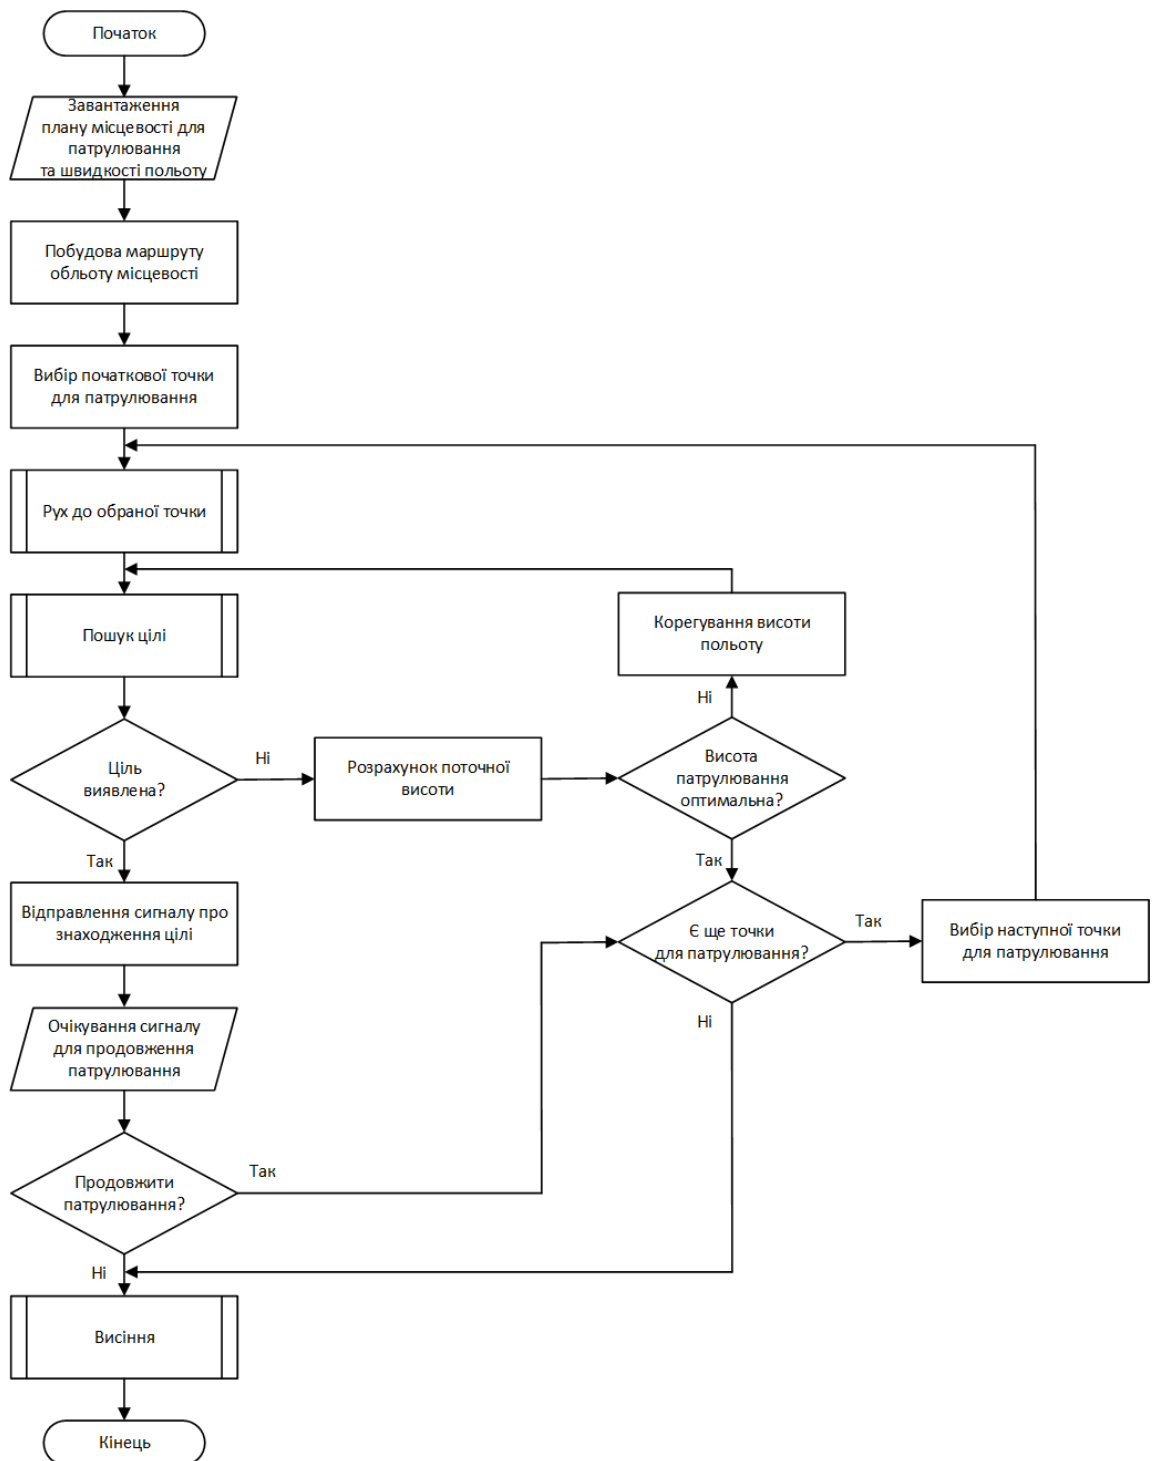 Початок
Завантаження
плану місцевості для
патрулювання
та швидкості польоту
Побудова маршруту
обльоту місцевості
Вибір початкової точки
для патрулювання
Рух до обраної точки
Пошук цілі
Корегування висоти
польоту
Ні
Ціль
виявлена?
Ні
Розрахунок поточної
висоти
Висота
патрулювання
оптимальна?
Так
Так
Відправлення сигналу про
знаходження цілі
Є ще точки
для патрулювання?
Так
Вибір наступної точки
для патрулювання
Ні
Очікування сигналу
для продовження
патрулювання
Продовжити
патрулювання?
Так
Ні
Висіння
Кінець